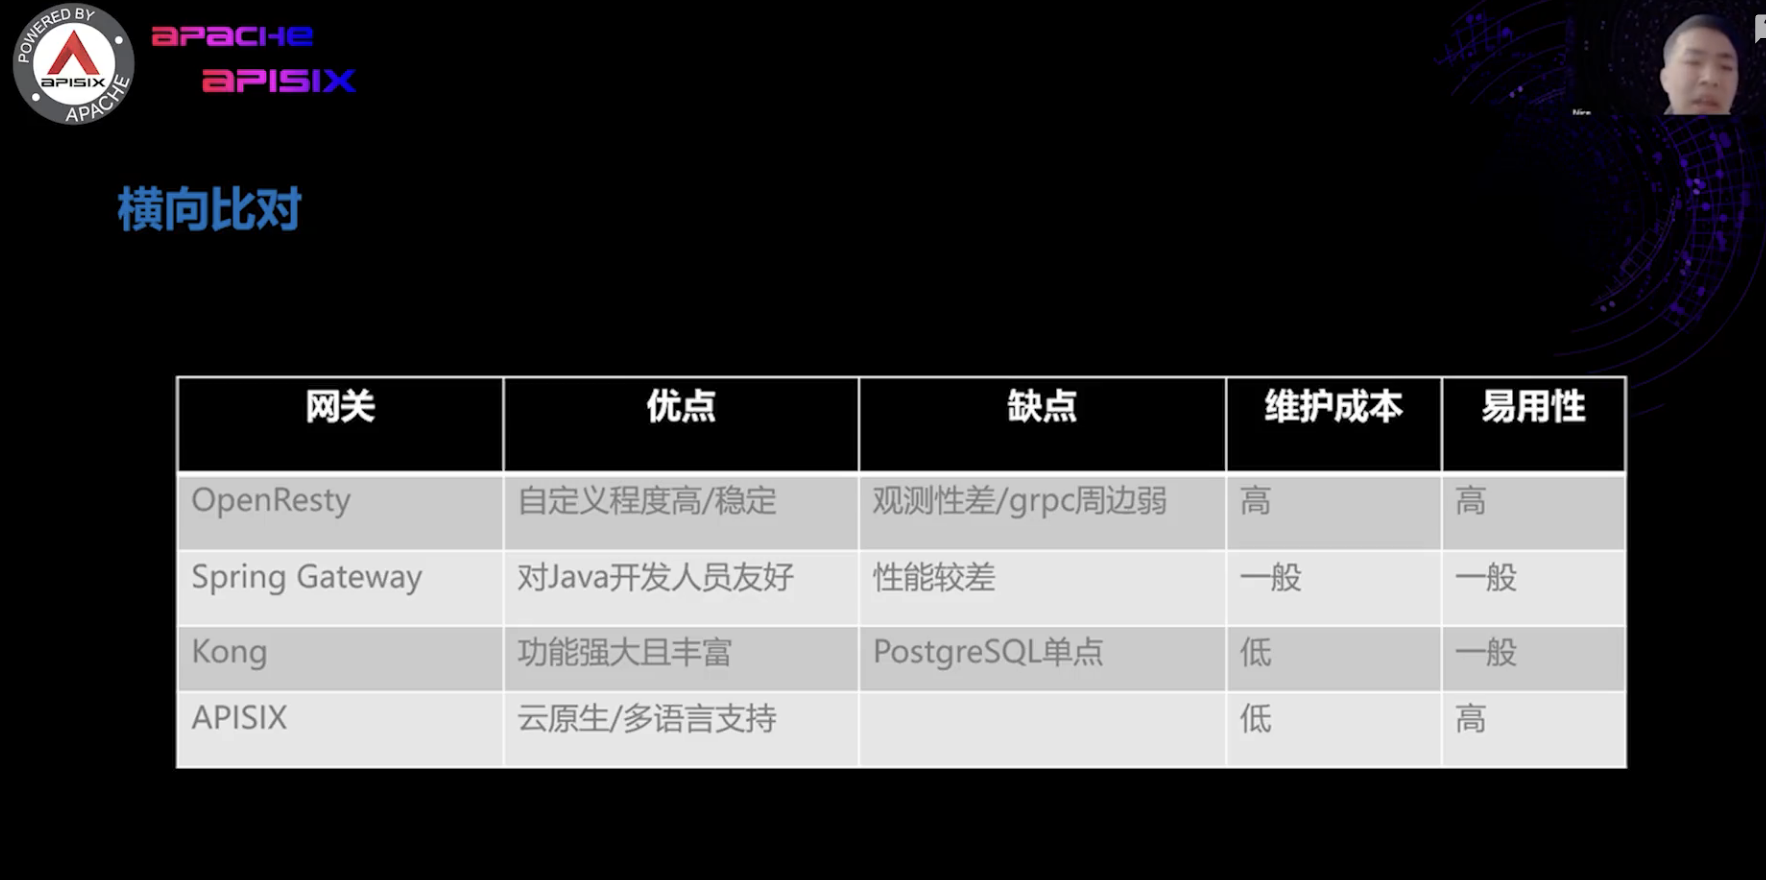 POWERED BY
APISIX
APACHE
APACHE
APISIX
横向比对
网关 优点 缺点 维护成本 易用性
OpenResty 自定义程度高/稳定 观测性差/grpc周边弱 高 高
Spring Gateway 对Java开发人员友好 性能较差 一般 一般
Kong 功能强大且丰富 PostgreSQL单点 低 一般
APISIX 云原生/多语言支持 低 高